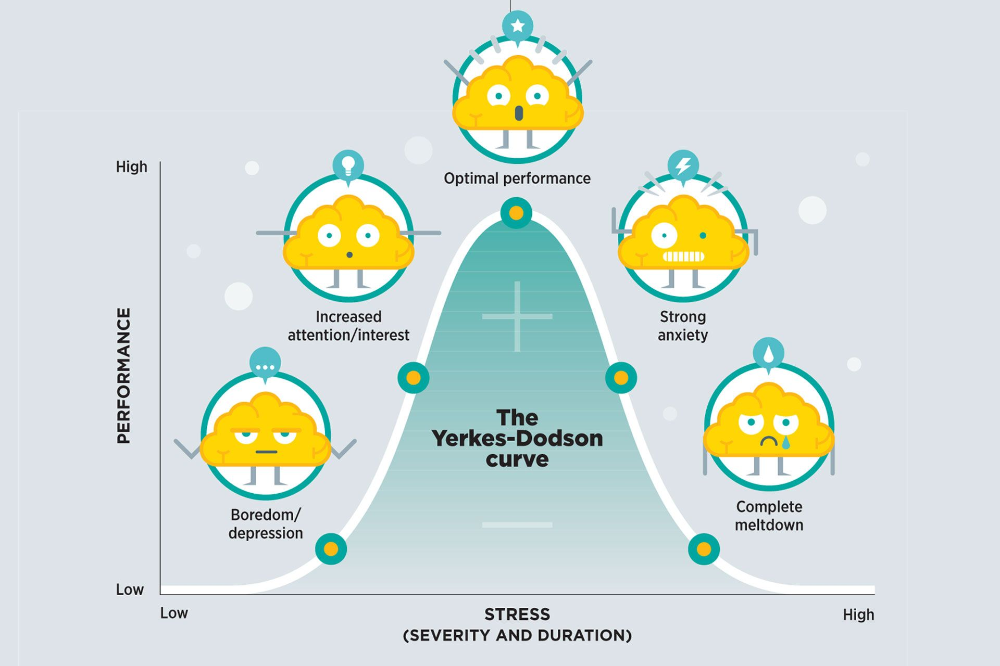 Optimal performance
High
Increased
attention/interest
Strong
anxiety
PERFORMANCE
Boredom/
depression
The
Yerkes-Dodson
curve
Complete
meltdown
Low
Low
STRESS
(SEVERITY AND DURATION)
High